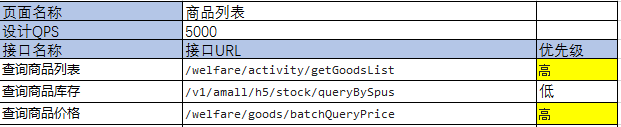 页面名称 商品列表
设计QPS 5000
接口名称 接口URL 优先级
查询商品列表 /welfare/activity/getGoodsList 高
查询商品库存 /v1/amall/h5/stock/queryBySpus 低
查询商品价格 /welfare/goods/batchQueryPrice 高